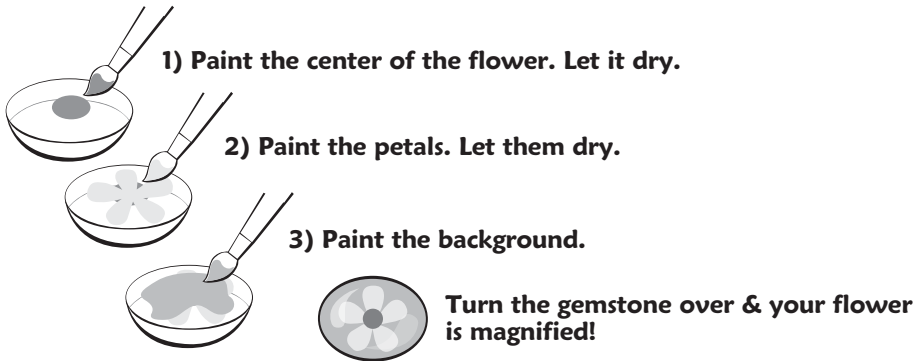 1) Paint the center of the flower. Let it dry.
2) Paint the petals. Let them dry.
3) Paint the background.
Turn the gemstone over & your flower
is magnified!